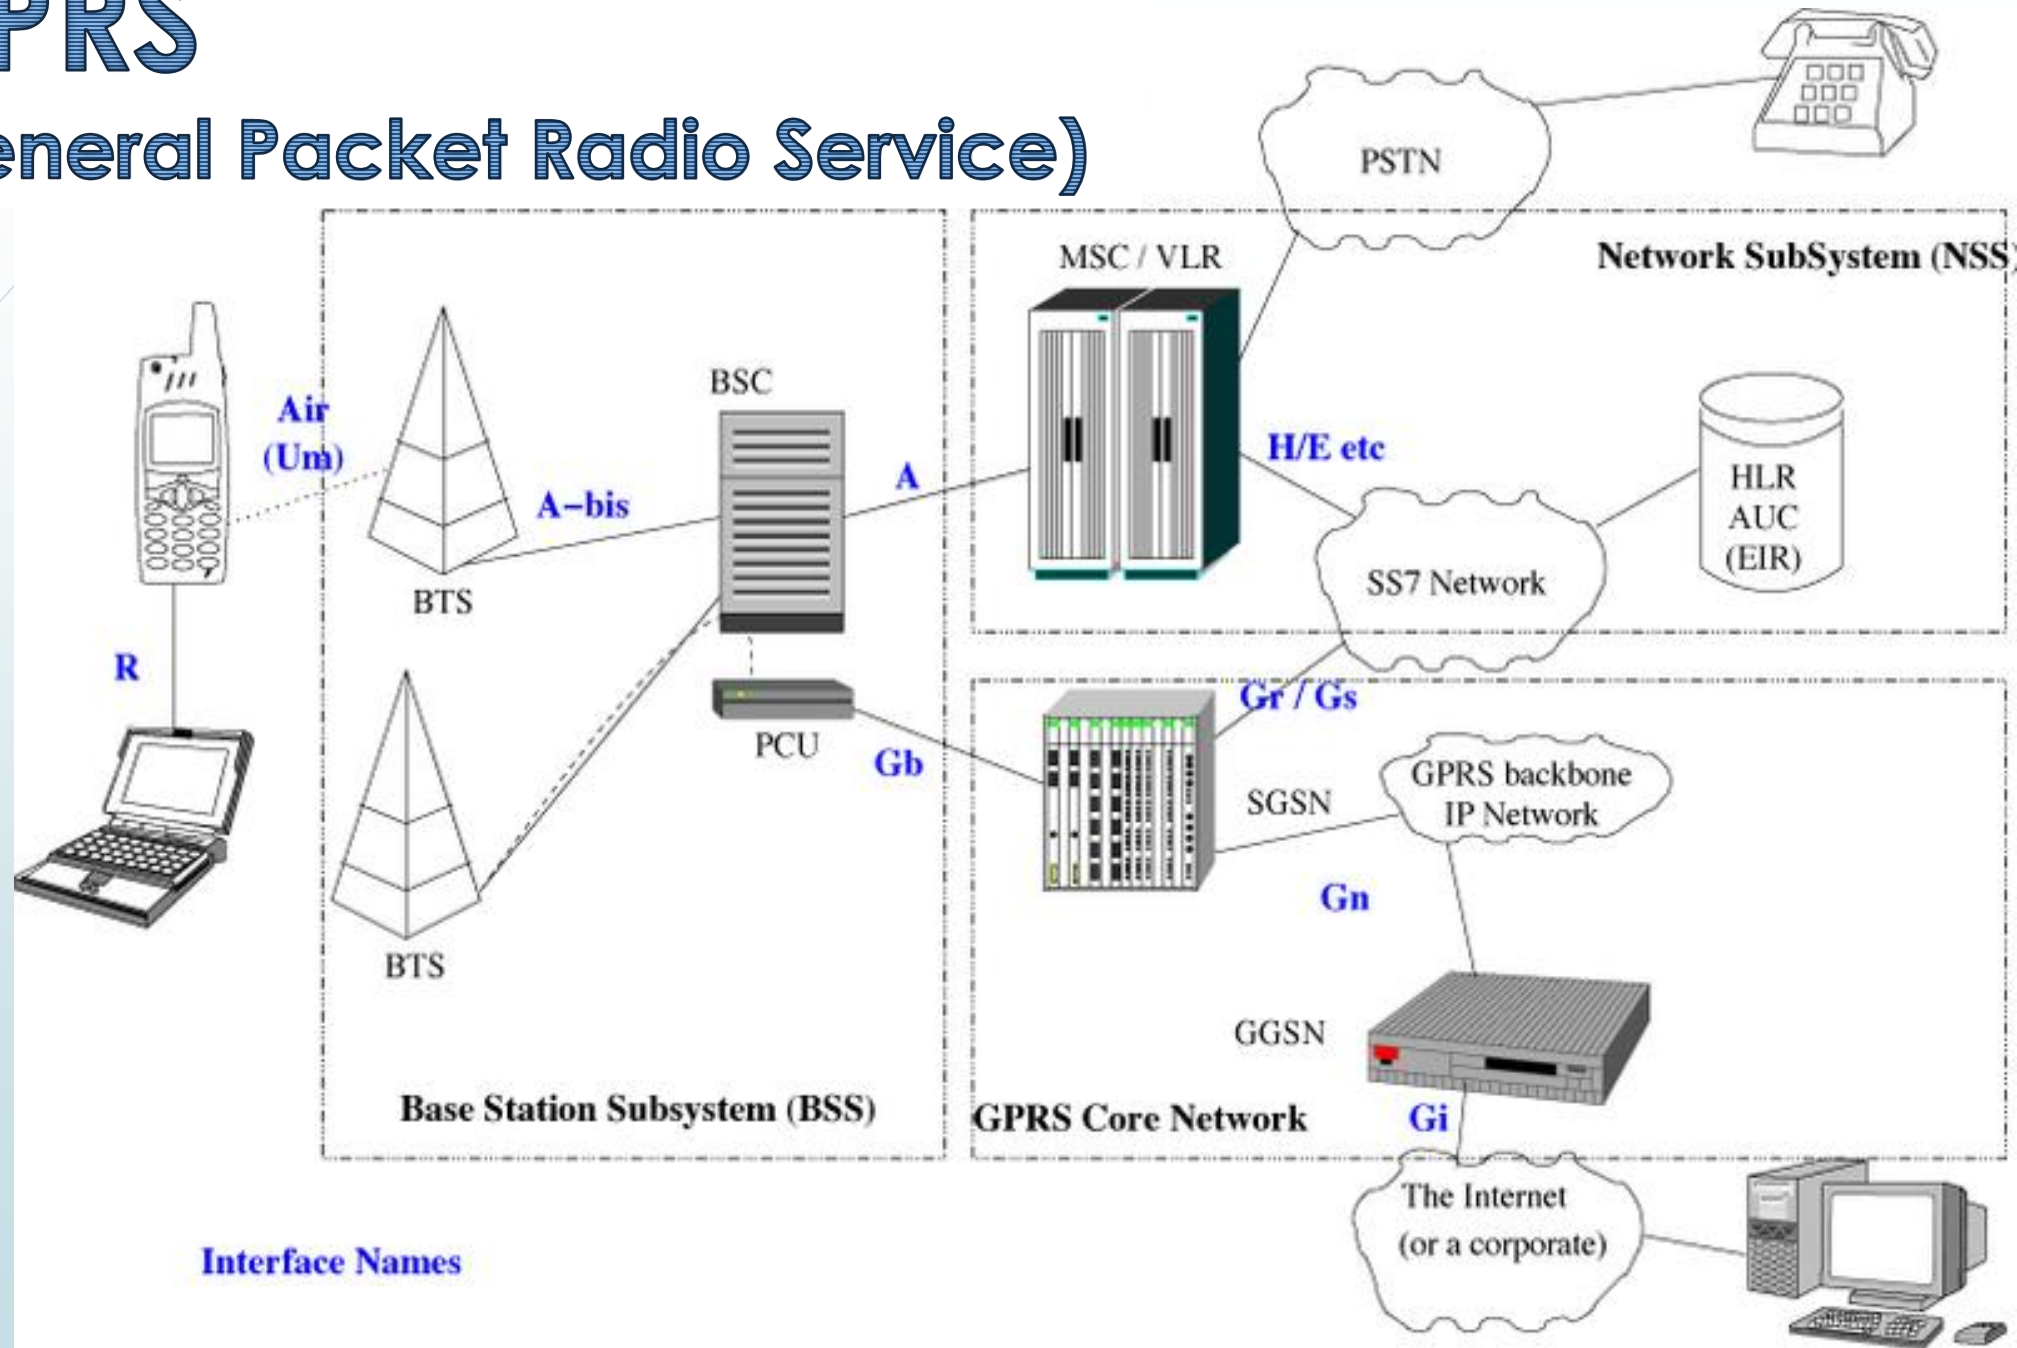 PRS
eneral Packet Radio Service)
PSTN
MSC / VLR
Network SubSystem (NSS)
BSC
Air
(Um)
A-bis
A
H/E etc
HLR
AUC
(EIR)
SS7 Network
BTS
R
PCU
Gb
Gr / Gs
SGSN
GPRS backbone
IP Network
Gn
BTS
GGSN
Base Station Subsystem (BSS)
GPRS Core Network
Gi
The Internet
(or a corporate)
Interface Names